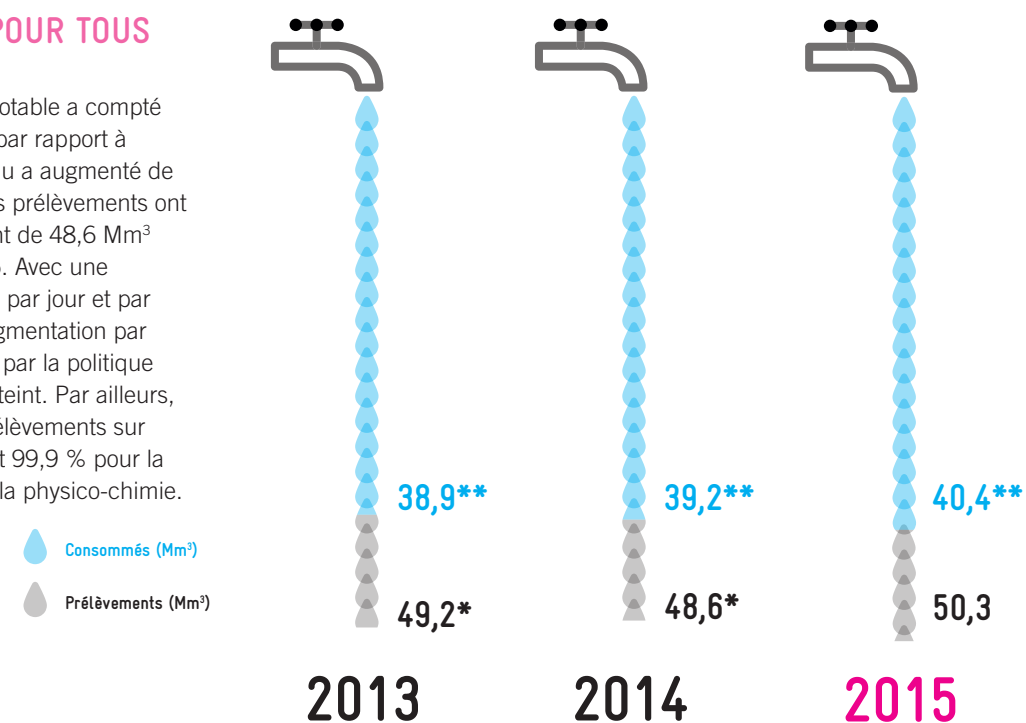 POUR TOUS
otable a compté
par rapport à
u a augmenté de
s prélèvements ont
nt de 48,6 Mm³
. Avec une
par jour et par
gmentation par
par la politique
teint. Par ailleurs,
élèvements sur
t 99,9 % pour la
la physico-chimie.
Consommés (Mm³)
Prélèvements (Mm³)
38,9**
49,2*
2013
39,2**
48,6*
2014
40,4**
50,3
2015